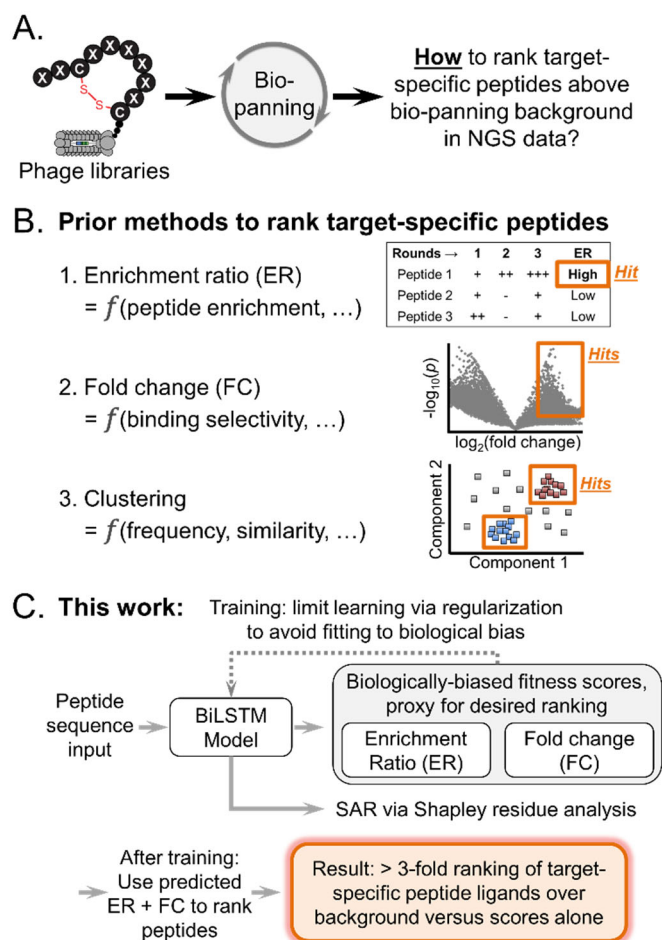 A.
X X C X X X X X X C
S
S
Phage libraries
Bio-
panning
How to rank target-
specific peptides above
bio-panning background
in NGS data?
B. Prior methods to rank target-specific peptides
1. Enrichment ratio (ER)
= f(peptide enrichment, …)
Rounds → 1 2 3 ER
Peptide 1 + ++ +++ High
Peptide 2 + - + Low
Peptide 3 ++ - + Low
Hit
2. Fold change (FC)
= f(binding selectivity, …)
-log10(p)
log2(fold change)
Hits
3. Clustering
= f(frequency, similarity, …)
Component 2
Component 1
Hits
C. This work:
Training: limit learning via regularization
to avoid fitting to biological bias
Peptide
sequence
input
BiLSTM
Model
Biologically-biased fitness scores,
proxy for desired ranking
Enrichment
Ratio (ER)
Fold change
(FC)
SAR via Shapley residue analysis
After training:
Use predicted
ER + FC to rank
peptides
Result: > 3-fold ranking of target-
specific peptide ligands over
background versus scores alone